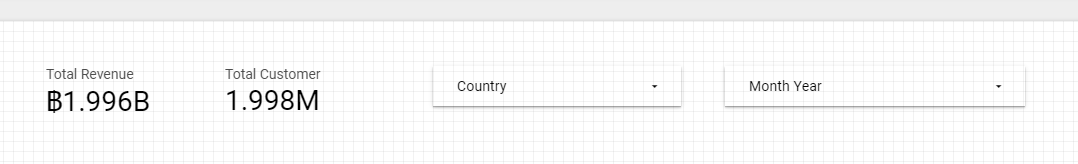 Total Revenue
฿1.996B
Total Customer
1.998M
Country
Month Year